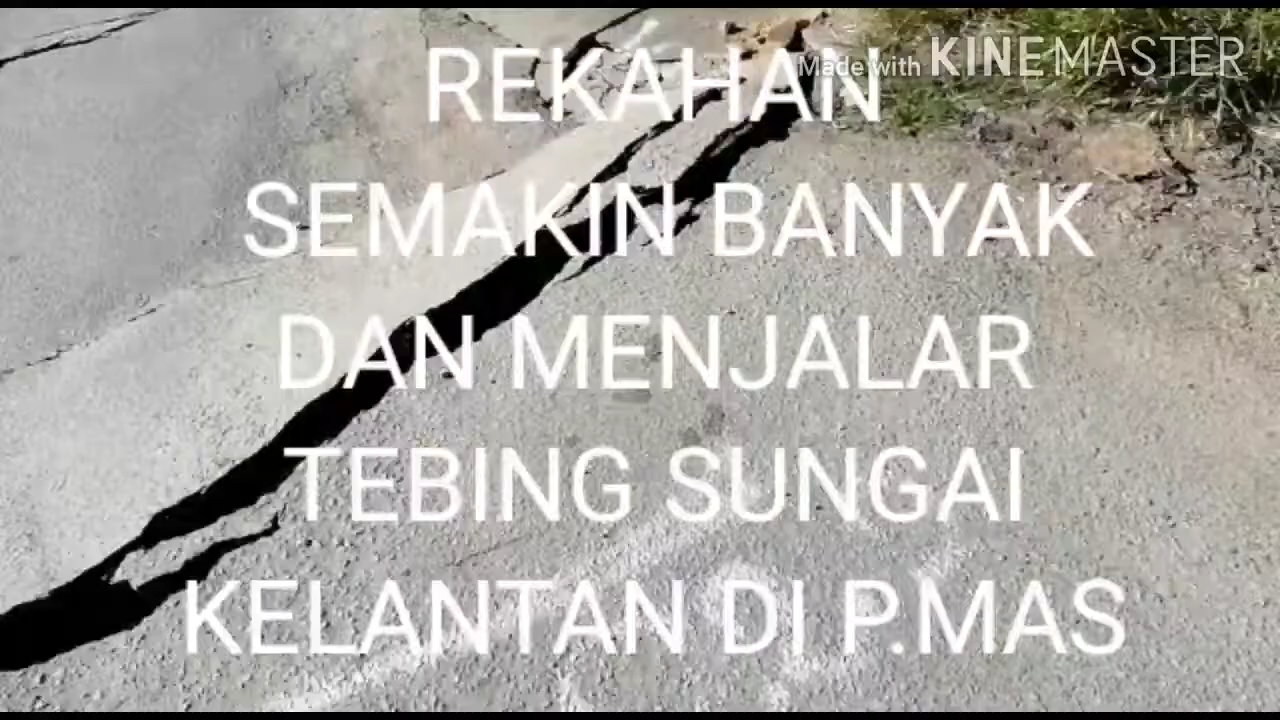 Made with KINEMASTER
REKAHAN
SEMAKIN BANYAK
DAN MENJALAR
TEBING SUNGAI
KELANTAN DI P.MAS